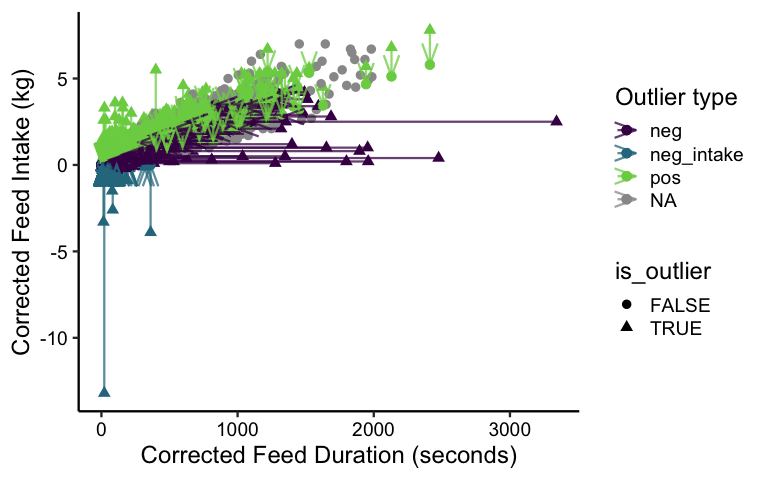 Corrected Feed Intake (kg)
5
0
-5
-10
0 1000 2000 3000
Corrected Feed Duration (seconds)
Outlier type
neg
neg_intake
pos
NA
is_outlier
FALSE
TRUE